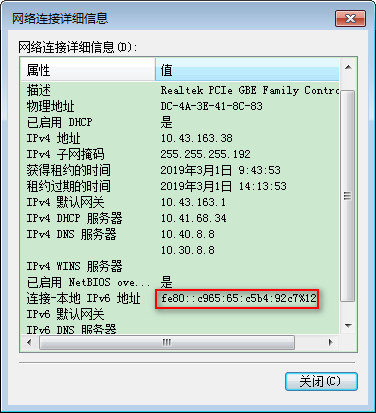 网络连接详细信息
网络连接详细信息(D):
属性 值
描述 Realtek PCIe GBE Family Contro
物理地址 DC-4A-3E-41-8C-83
已启用 DHCP 是
IPv4 地址 10.43.163.38
IPv4 子网掩码 255.255.255.192
获得租约的时间 2019年3月1日 9:43:53
租约过期的时间 2019年3月1日 14:13:53
IPv4 默认网关 10.43.163.1
IPv4 DHCP 服务器 10.41.68.34
IPv4 DNS 服务器 10.40.8.8
10.30.8.8
IPv4 WINS 服务器
已启用 NetBIOS ove... 是
连接-本地 IPv6 地址 fe80::c965:65:c5b4:92c7%12
IPv6 默认网关
IPv6 DNS 服务器
关闭(C)